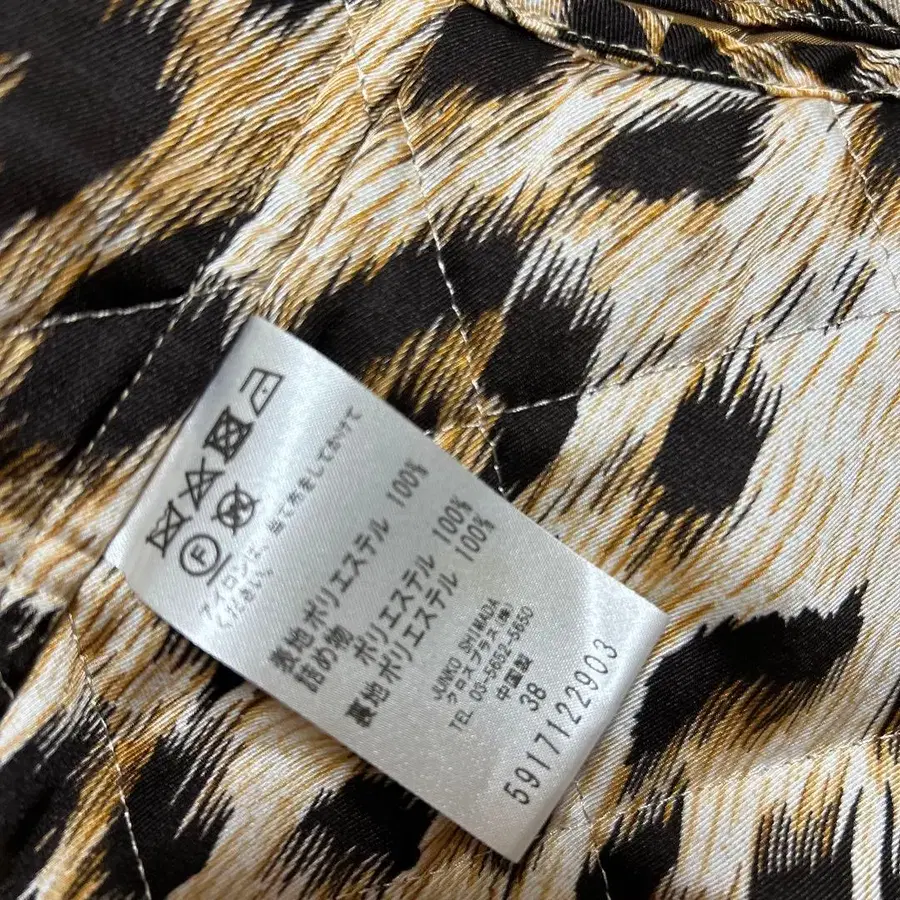 F
アイロンは、当て布をしてかけて
ください。
表地 ポリエステル 100%
詰め物 ポリエステル 100%
裏地 ポリエステル 100%
JUNKO SHIMADA
クロスプラス(株)
TEL 03-5652-5650
中国製
38
5917122903